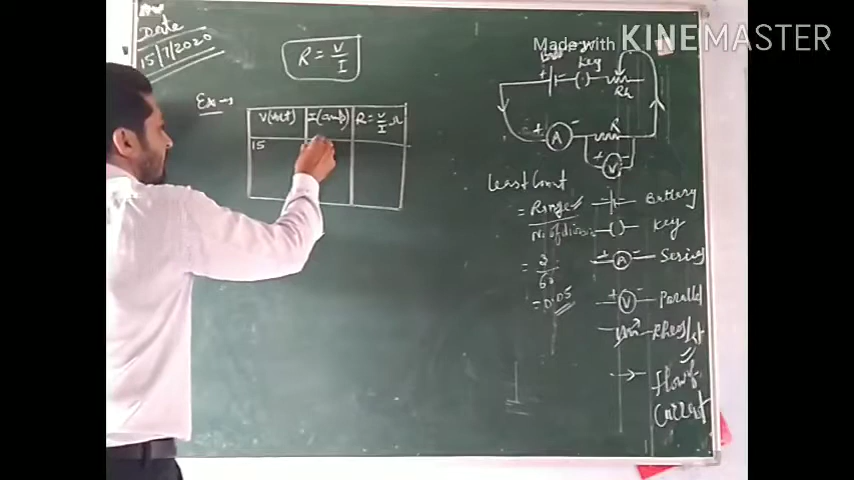 Date
15/7/2020
R = V/I
Ex →
V(volt) I(amp) R = V/I Ω
15
Made with KINEMASTER
+ - Key
Rh
+ A - R
+ V -
Least Count
= Range
No. of division
= 3
60
= 0.05
Battery
Key
+ A - Series
+ V - Parallel
Rheostat
flow of
Current